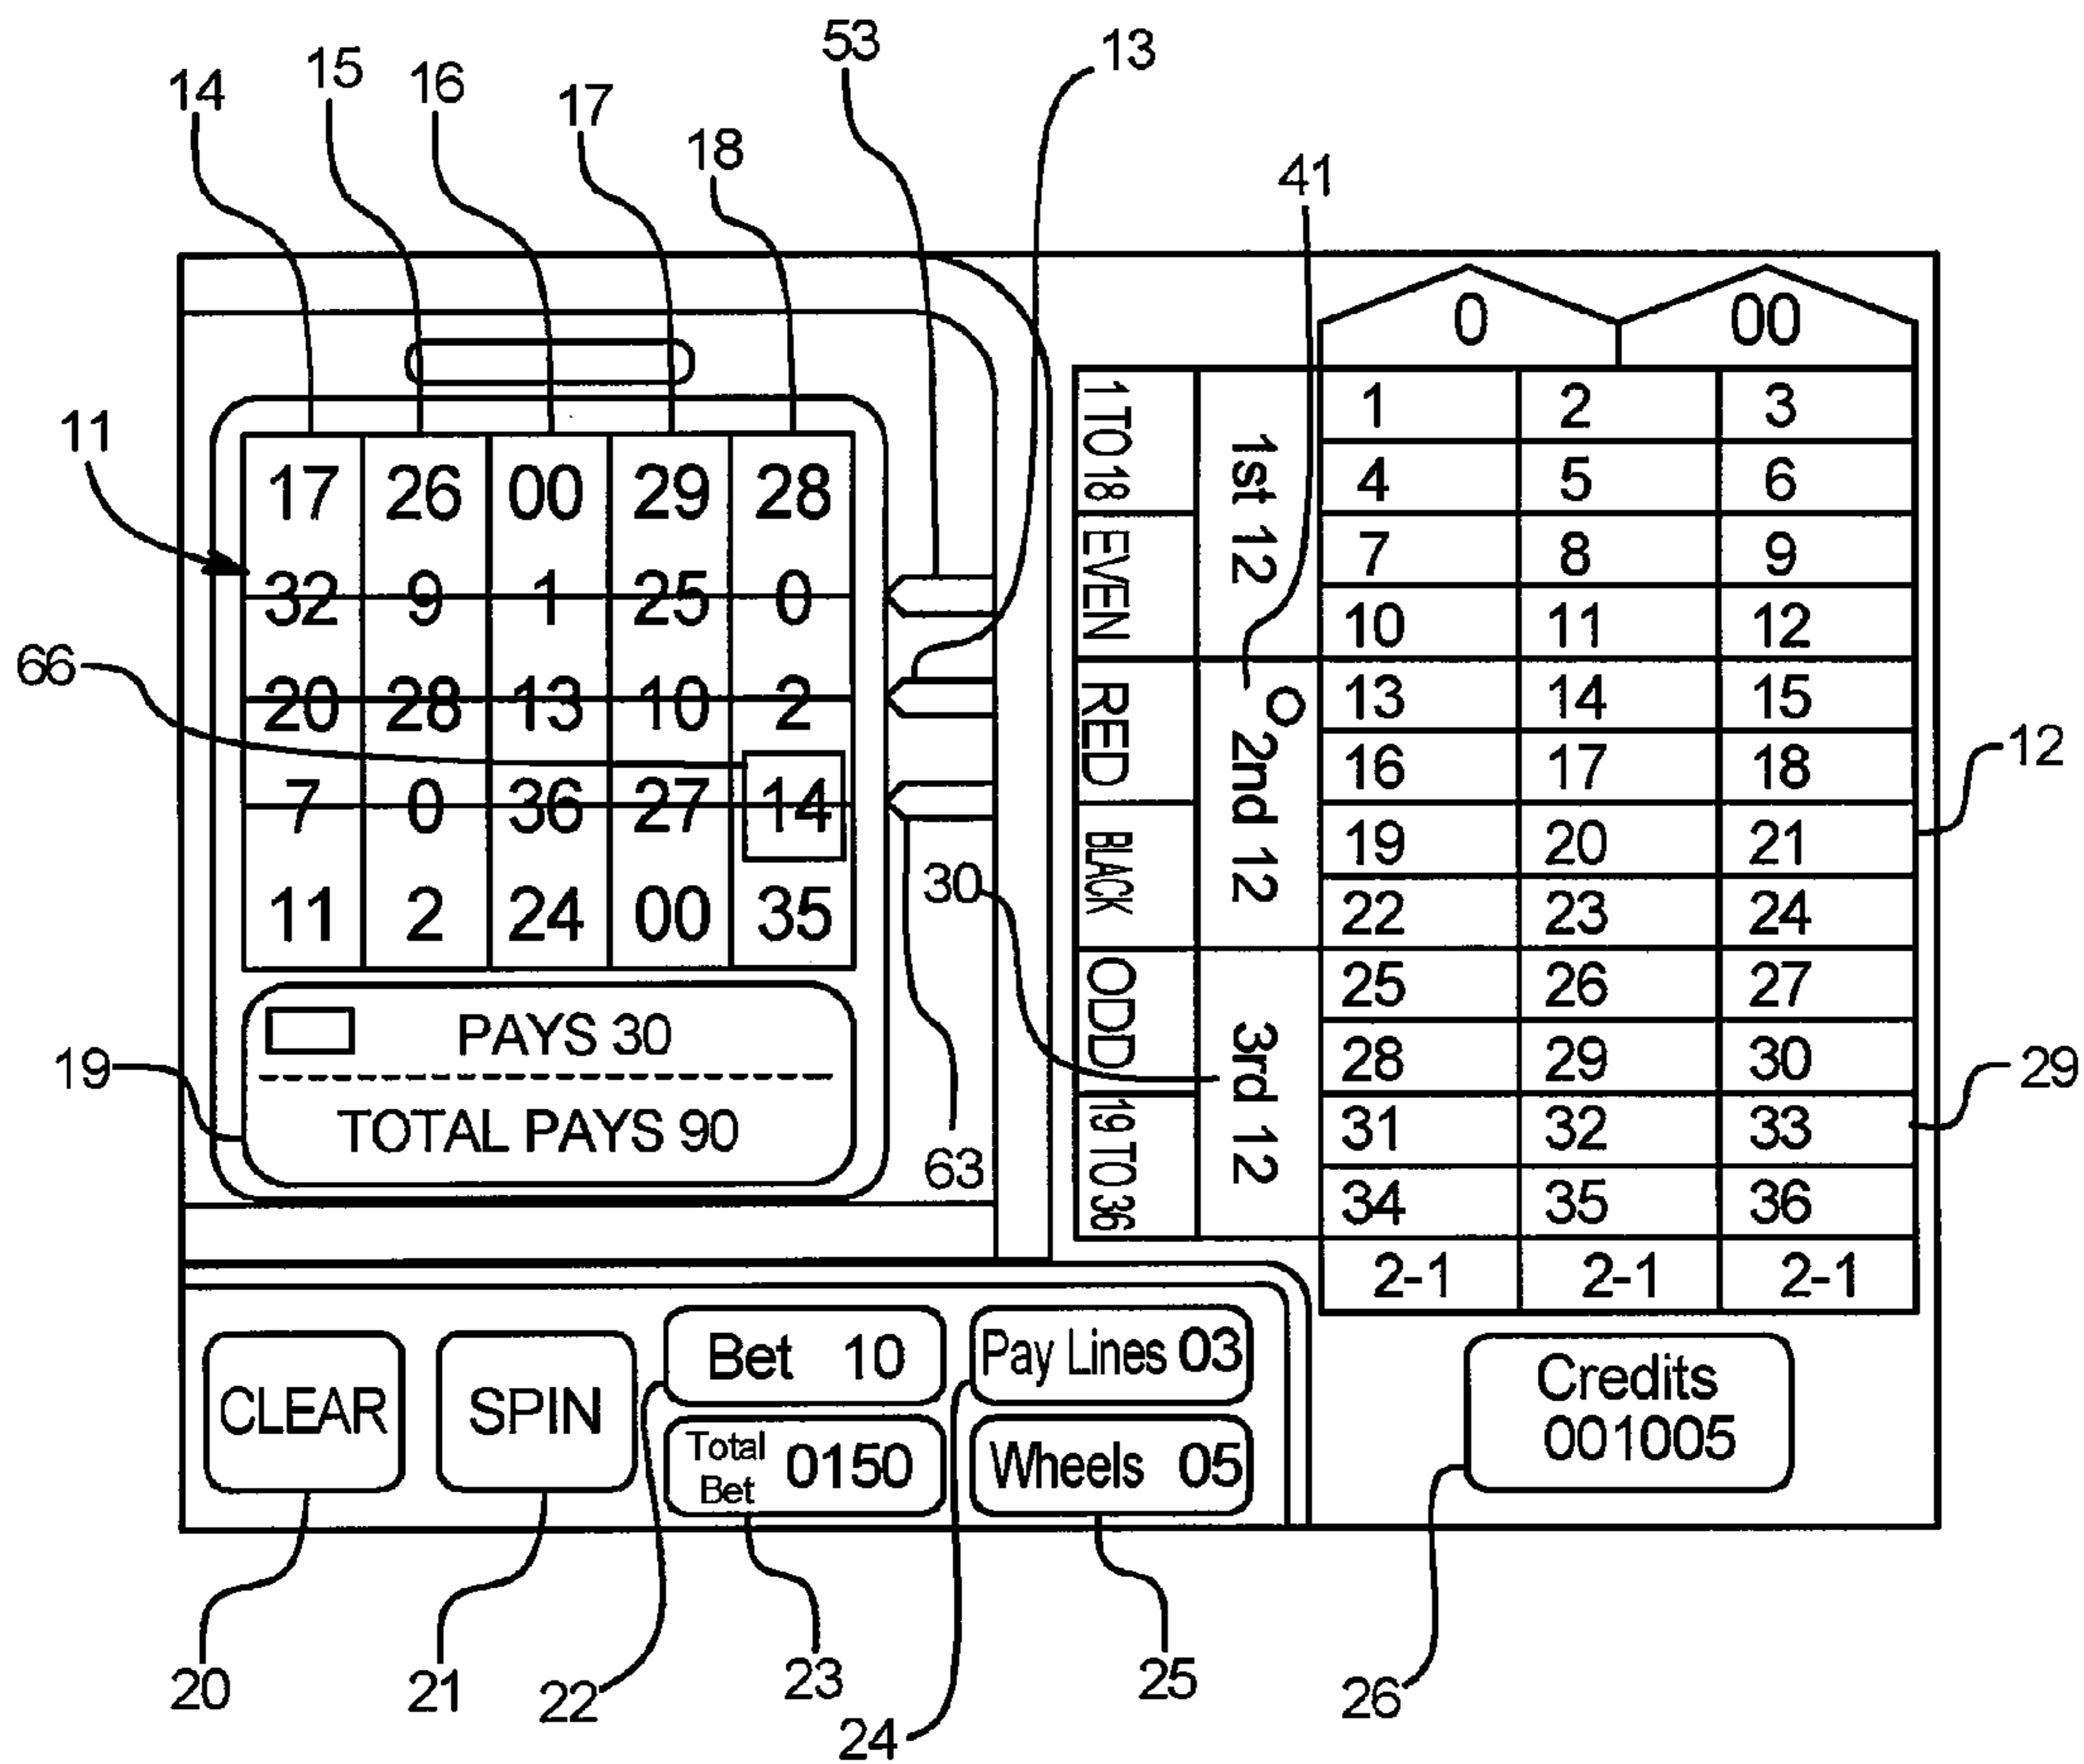 53
13
15
14
16
17
18
41
11
66
0 00
17 26 00 29 28
32 9 1 25 0
20 28 13 10 2
7 0 36 27 14
11 2 24 00 35
PAYS 30
TOTAL PAYS 90
19
63
30
1 TO 18
EVEN
RED
BLACK
ODD
19 TO 36
1st 12
2nd 12
3rd 12
1 2 3
4 5 6
7 8 9
10 11 12
13 14 15
16 17 18
19 20 21
22 23 24
25 26 27
28 29 30
31 32 33
34 35 36
2-1 2-1 2-1
12
29
CLEAR
SPIN
Bet 10
Total Bet 0150
Pay Lines 03
Wheels 05
Credits
001005
20
21
22
23
24
25
26